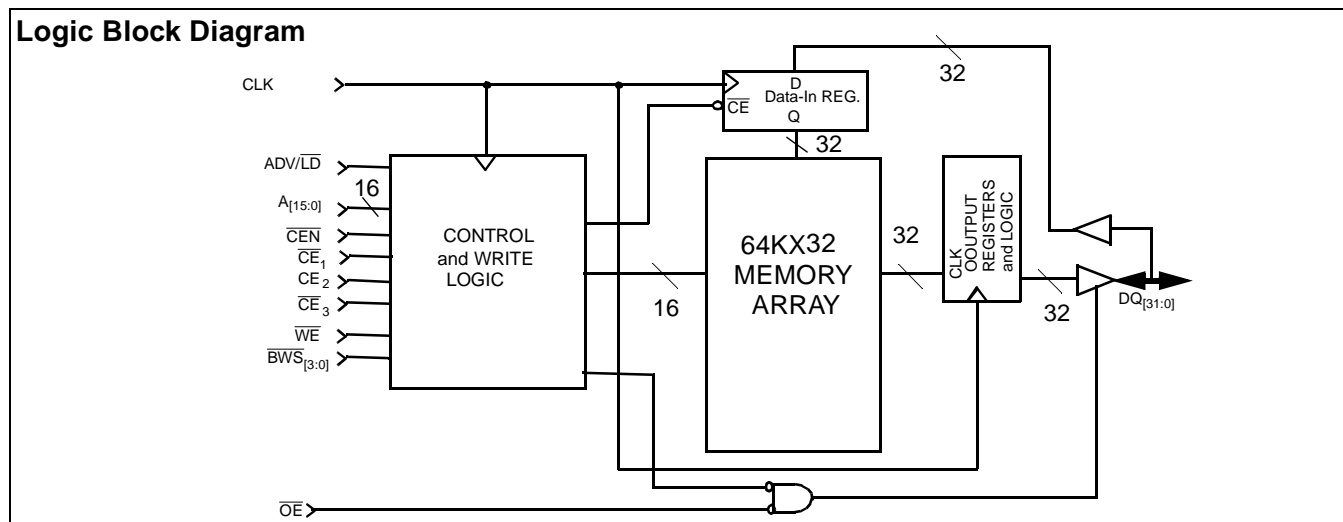 Logic Block Diagram
CLK
32
D
Data-In REG.
CE
Q
32
ADV/LD
A[15:0]
16
CEN
CE1
CE2
CE3
WE
BWS[3:0]
CONTROL
and WRITE
LOGIC
16
64KX32
MEMORY
ARRAY
32
CLK
OOUTPUT
REGISTERS
and LOGIC
32
DQ[31:0]
OE